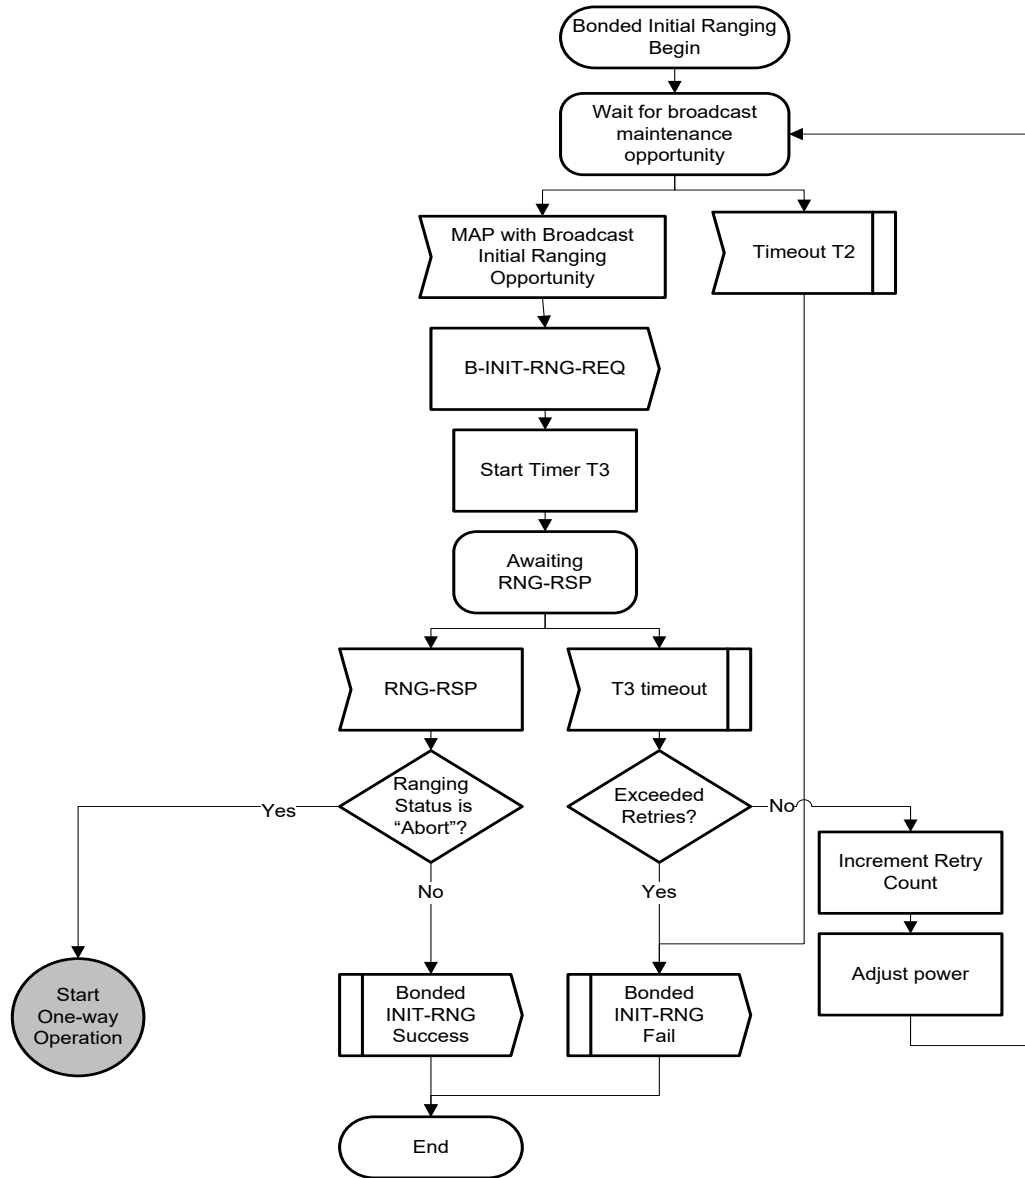 Bonded Initial Ranging
Begin
Wait for broadcast
maintenance
opportunity
MAP with Broadcast
Initial Ranging
Opportunity
Timeout T2
B-INIT-RNG-REQ
Start Timer T3
Awaiting
RNG-RSP
RNG-RSP
T3 timeout
Ranging
Status is
“Abort”?
Yes
Exceeded
Retries?
No
Increment Retry
Count
No
Yes
Adjust power
Start
One-way
Operation
Bonded
INIT-RNG
Success
Bonded
INIT-RNG
Fail
End